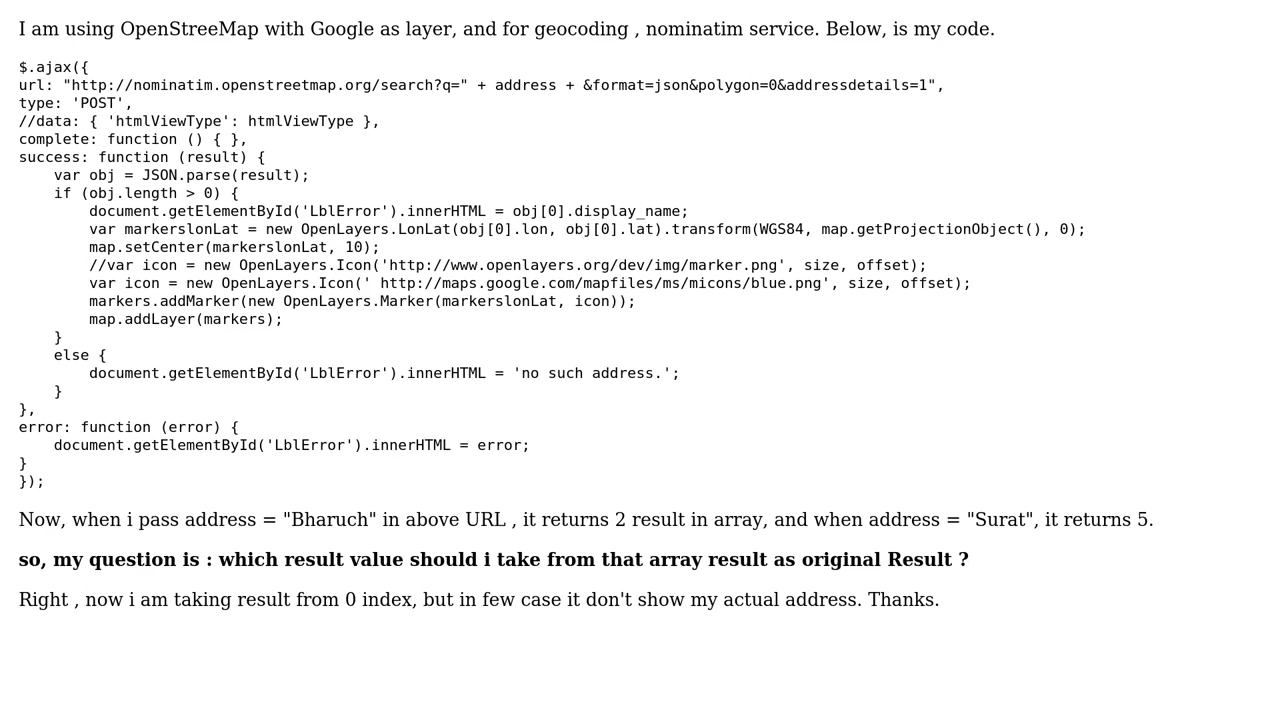 I am using OpenStreeMap with Google as layer, and for geocoding , nominatim service. Below, is my code.
$.ajax({
url: "http://nominatim.openstreetmap.org/search?q=" + address + &format=json&polygon=0&addressdetails=1",
type: 'POST',
//data: { 'htmlViewType': htmlViewType },
complete: function () { },
success: function (result) {
    var obj = JSON.parse(result);
    if (obj.length > 0) {
        document.getElementById('LblError').innerHTML = obj[0].display_name;
        var markerslonLat = new OpenLayers.LonLat(obj[0].lon, obj[0].lat).transform(WGS84, map.getProjectionObject(), 0);
        map.setCenter(markerslonLat, 10);
        //var icon = new OpenLayers.Icon('http://www.openlayers.org/dev/img/marker.png', size, offset);
        var icon = new OpenLayers.Icon(' http://maps.google.com/mapfiles/ms/micons/blue.png', size, offset);
        markers.addMarker(new OpenLayers.Marker(markerslonLat, icon));
        map.addLayer(markers);
    }
    else {
        document.getElementById('LblError').innerHTML = 'no such address.';
    }
},
error: function (error) {
    document.getElementById('LblError').innerHTML = error;
}
});
Now, when i pass address = "Bharuch" in above URL , it returns 2 result in array, and when address = "Surat", it returns 5.
so, my question is : which result value should i take from that array result as original Result ?
Right , now i am taking result from 0 index, but in few case it don't show my actual address. Thanks.